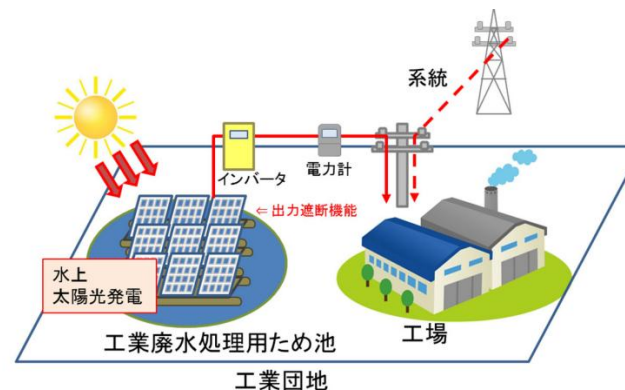 系統
インバータ
電力計
⇐ 出力遮断機能
水上
太陽光発電
工業廃水処理用ため池
工場
工業団地